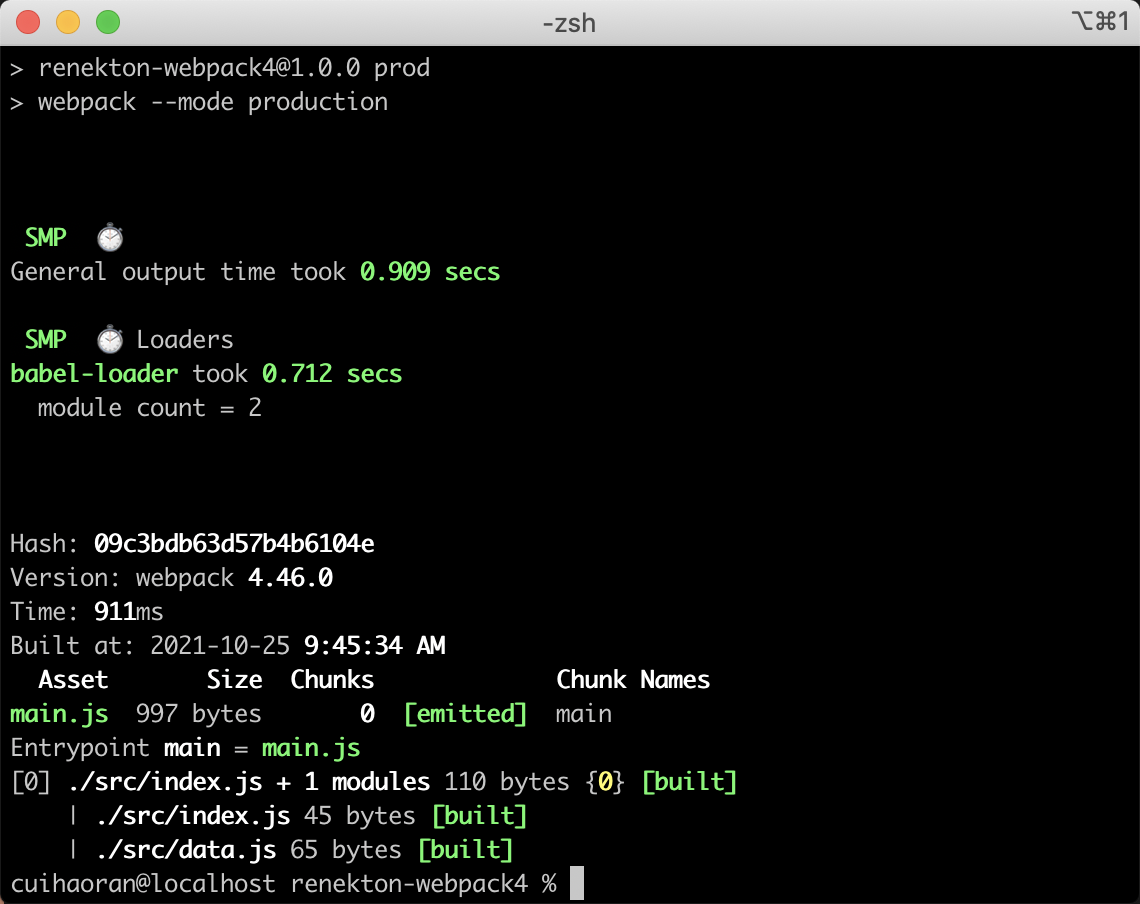 -zsh
⌥⌘1
> renekton-webpack4@1.0.0 prod
> webpack --mode production
SMP ⏱
General output time took 0.909 secs
SMP ⏱ Loaders
babel-loader took 0.712 secs
module count = 2
Hash: 09c3bdb63d57b4b6104e
Version: webpack 4.46.0
Time: 911ms
Built at: 2021-10-25 9:45:34 AM
Asset Size Chunks Chunk Names
main.js 997 bytes 0 [emitted] main
Entrypoint main = main.js
[0] ./src/index.js + 1 modules 110 bytes {0} [built]
| ./src/index.js 45 bytes [built]
| ./src/data.js 65 bytes [built]
cuihaoran@localhost renekton-webpack4 %